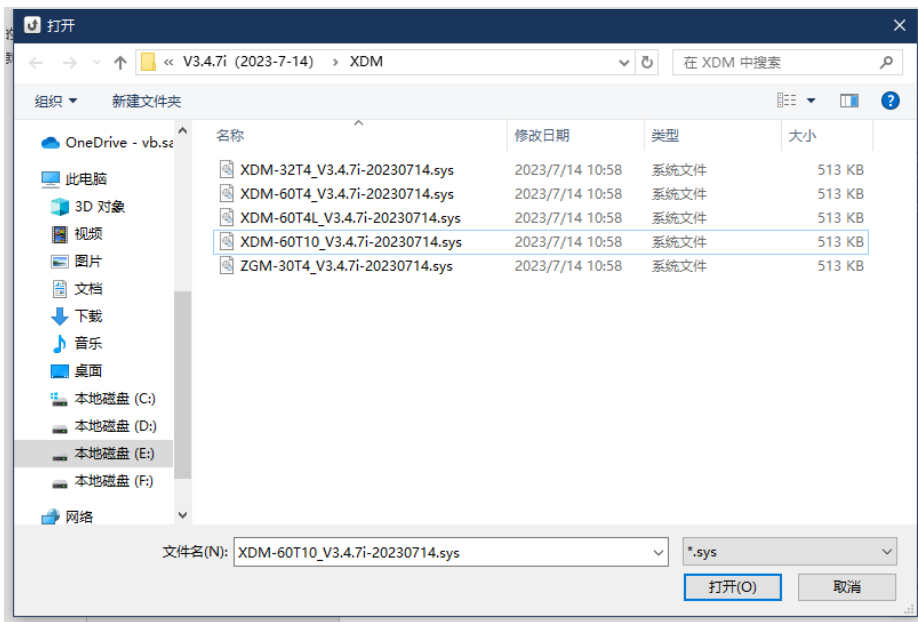 打开
« V3.4.7i (2023-7-14) › XDM
在 XDM 中搜索
组织
新建文件夹
名称 修改日期 类型 大小
XDM-32T4_V3.4.7i-20230714.sys 2023/7/14 10:58 系统文件 513 KB
XDM-60T4_V3.4.7i-20230714.sys 2023/7/14 10:58 系统文件 513 KB
XDM-60T4L_V3.4.7i-20230714.sys 2023/7/14 10:58 系统文件 513 KB
XDM-60T10_V3.4.7i-20230714.sys 2023/7/14 10:58 系统文件 513 KB
ZGM-30T4_V3.4.7i-20230714.sys 2023/7/14 10:58 系统文件 513 KB
OneDrive - vb.sa
此电脑
3D 对象
视频
图片
文档
下载
音乐
桌面
本地磁盘 (C:)
本地磁盘 (D:)
本地磁盘 (E:)
本地磁盘 (F:)
网络
文件名(N): XDM-60T10_V3.4.7i-20230714.sys *.sys
打开(O) 取消